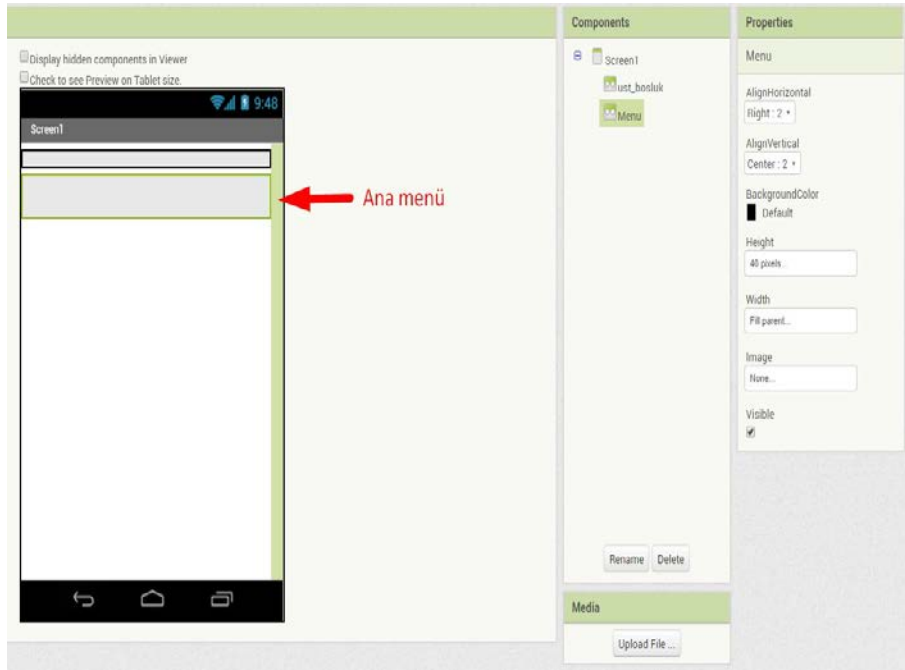 Components
Properties
Display hidden components in Viewer
Check to see Preview on Tablet size.
9:48
Screen1
Ana menü
Screen1
ust_bosluk
Menu
Rename
Delete
Media
Upload File ...
Menu
AlignHorizontal
Right : 2
AlignVertical
Center : 2
BackgroundColor
Default
Height
40 pixels...
Width
Fill parent...
Image
None...
Visible